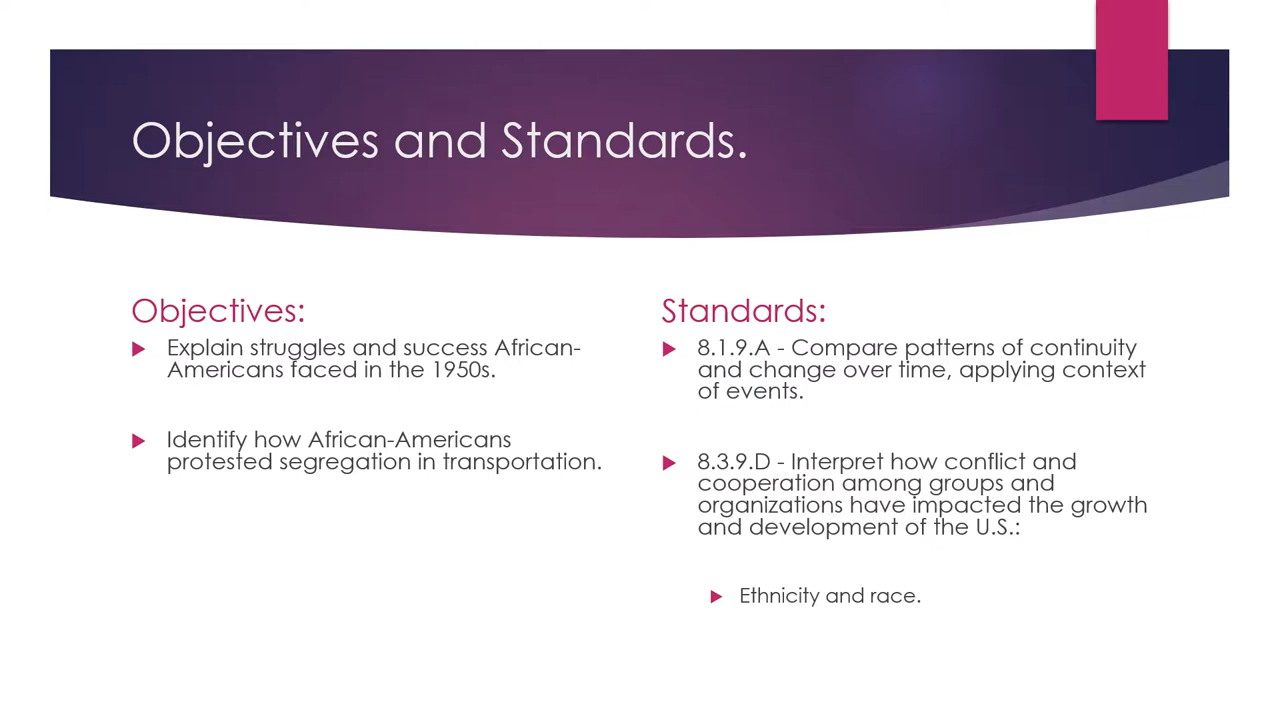 Objectives and Standards.
Objectives:
Explain struggles and success African-
Americans faced in the 1950s.
Identify how African-Americans
protested segregation in transportation.
Standards:
8.1.9.A - Compare patterns of continuity
and change over time, applying context
of events.
8.3.9.D - Interpret how conflict and
cooperation among groups and
organizations have impacted the growth
and development of the U.S.:
Ethnicity and race.